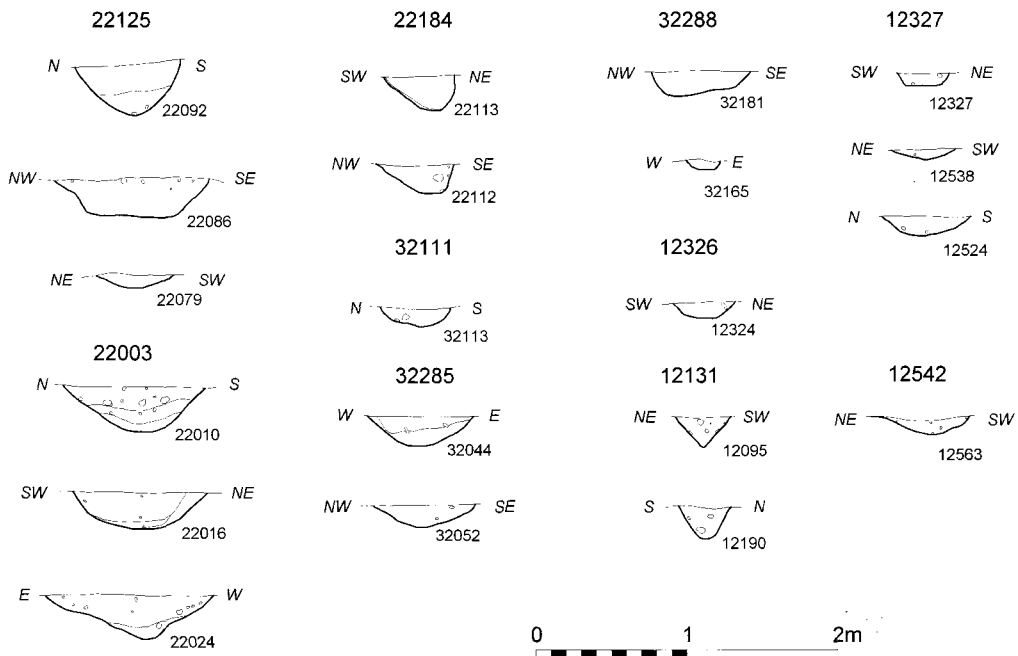 22125
N S
22092
NW SE
22086
NE SW
22079
22003
N S
22010
SW NE
22016
E W
22024
22184
SW NE
22113
NW SE
22112
32111
N S
32113
32285
W E
32044
NW SE
32052
32288
NW SE
32181
W E
32165
12326
SW NE
12324
12131
NE SW
12095
S N
12190
12327
SW NE
12327
NE SW
12538
N S
12524
12542
NE SW
12563
0 1 2m